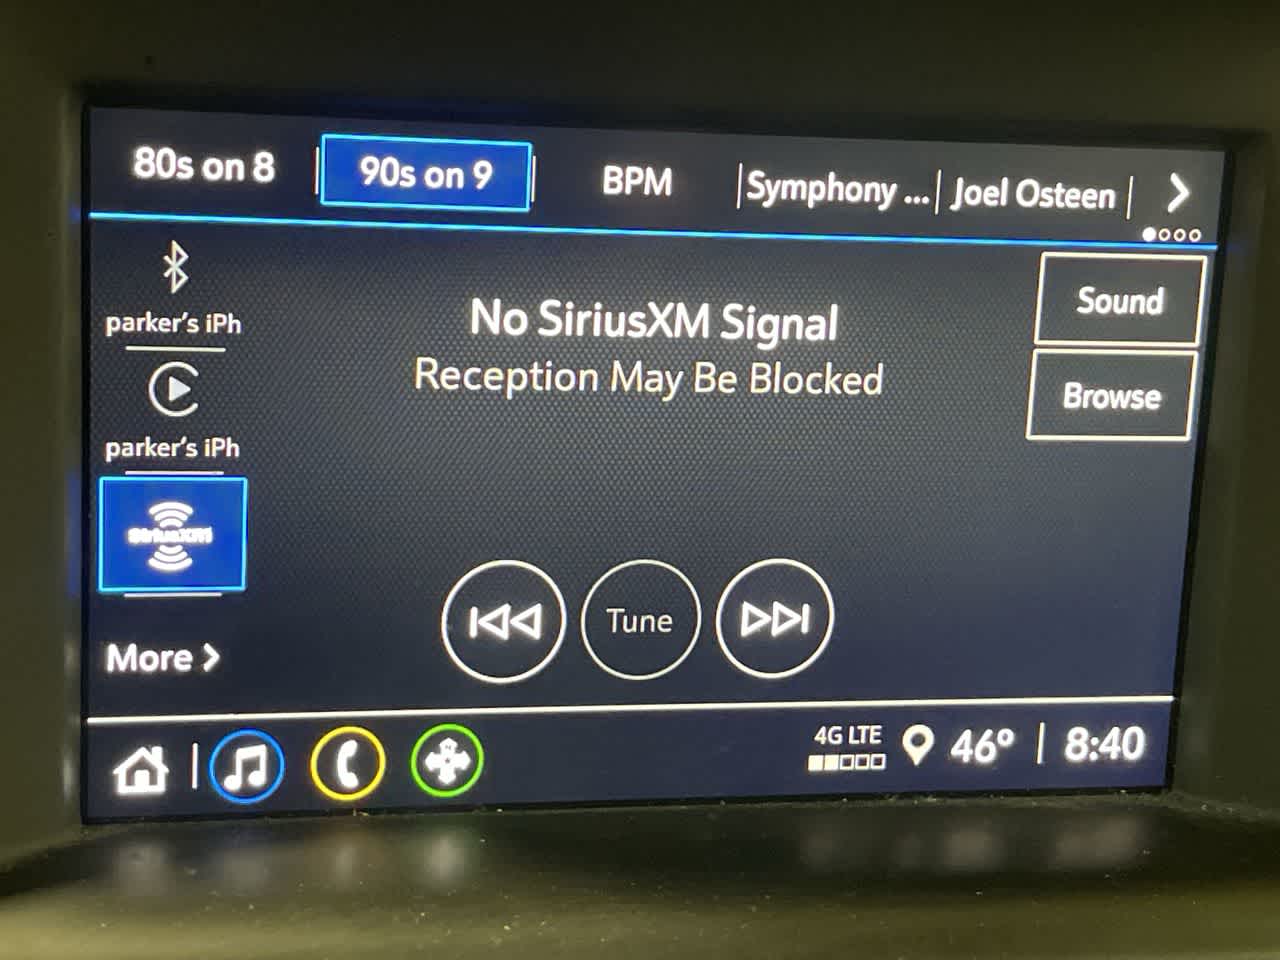 80s on 8
90s on 9
BPM
Symphony ...
Joel Osteen
parker's iPh
parker's iPh
SiriusXM
More
No SiriusXM Signal
Reception May Be Blocked
Sound
Browse
Tune
4G LTE
46°
8:40